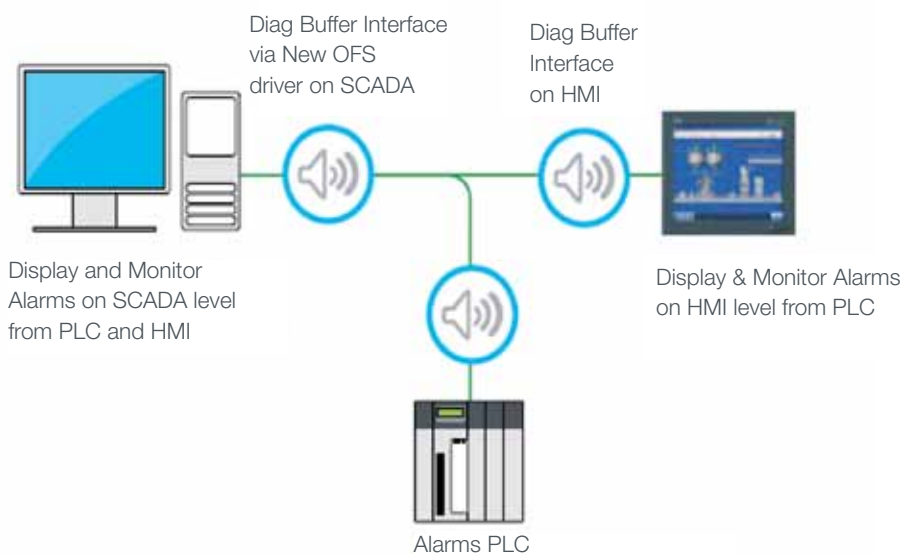 Diag Buffer Interface
via New OFS
driver on SCADA
Diag Buffer
Interface
on HMI
Display and Monitor
Alarms on SCADA level
from PLC and HMI
Display & Monitor Alarms
on HMI level from PLC
Alarms PLC